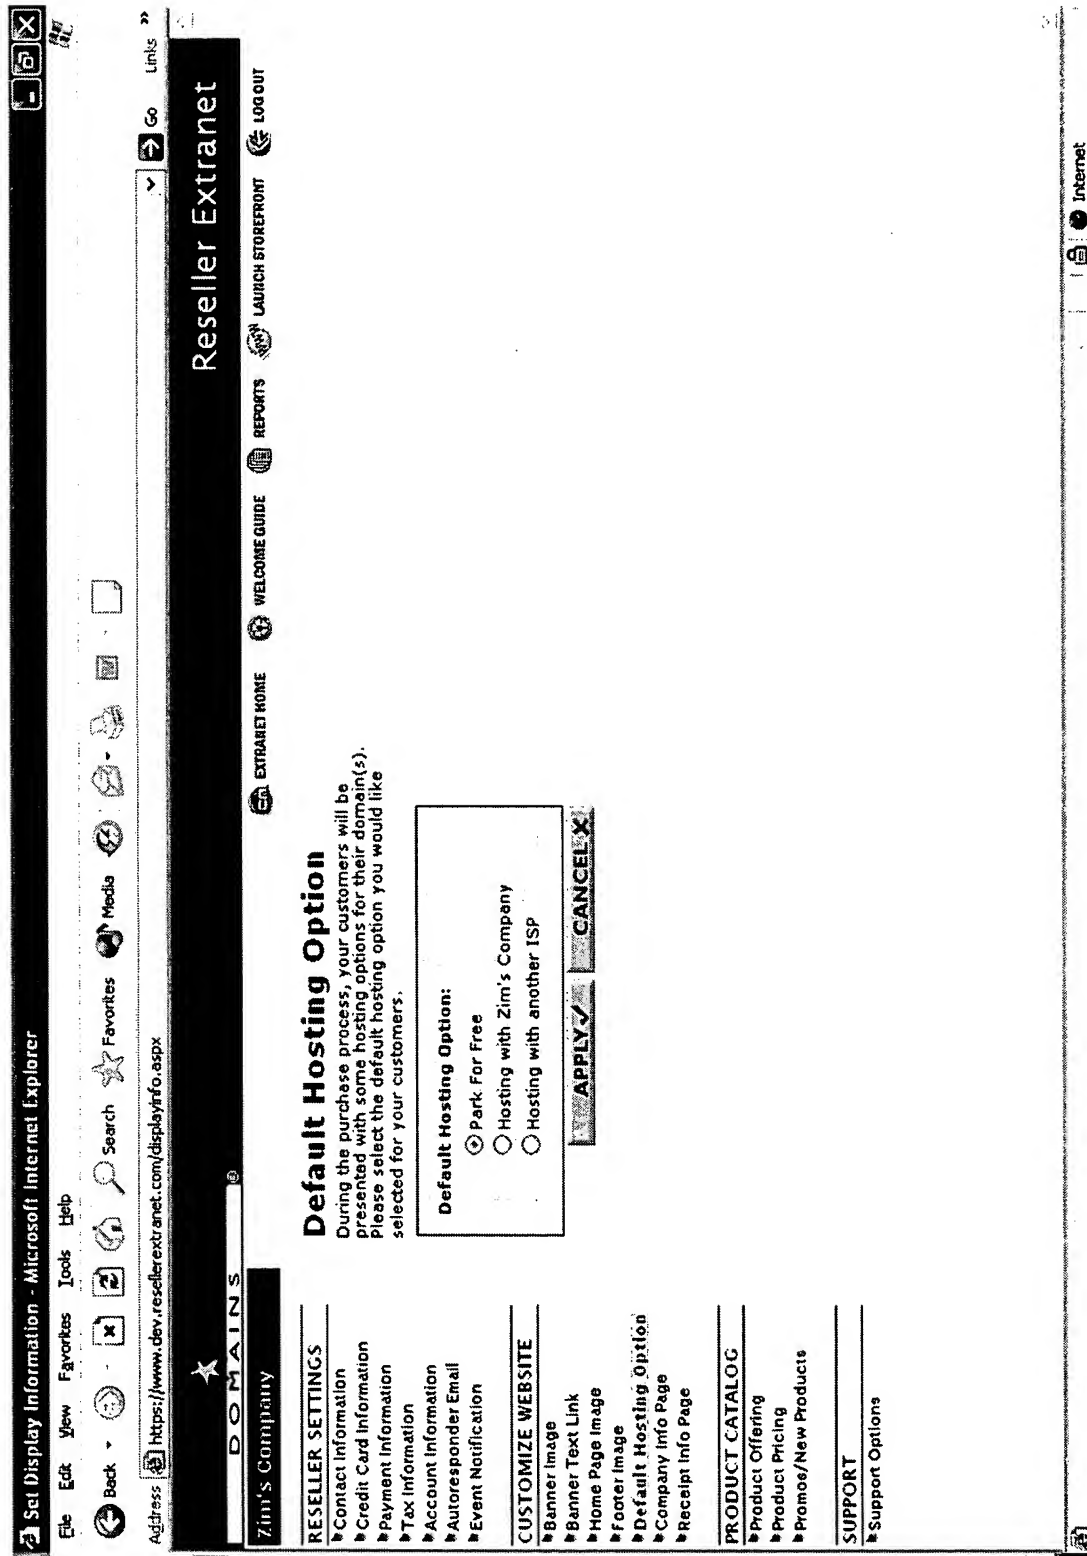 Set Display Information - Microsoft Internet Explorer
File Edit View Favorites Tools Help
Back Search Favorites Media
Address https://www.dev.resellerextranet.com/displayinfo.aspx Go Links »
DOMAINS ®
Reseller Extranet
Zim's Company
EXTRANET HOME WELCOME GUIDE REPORTS LAUNCH STOREFRONT LOG OUT
RESELLER SETTINGS
Contact Information
Credit Card Information
Payment Information
Tax Information
Account Information
Autoresponder Email
Event Notification
CUSTOMIZE WEBSITE
Banner Image
Banner Text Link
Home Page Image
Footer Image
Default Hosting Option
Company Info Page
Receipt Info Page
PRODUCT CATALOG
Product Offering
Product Pricing
Promos/New Products
SUPPORT
Support Options
Default Hosting Option
During the purchase process, your customers will be
presented with some hosting options for their domain(s).
Please select the default hosting option you would like
selected for your customers.
Default Hosting Option:
Park For Free
Hosting with Zim's Company
Hosting with another ISP
APPLY✓ CANCEL X
Internet